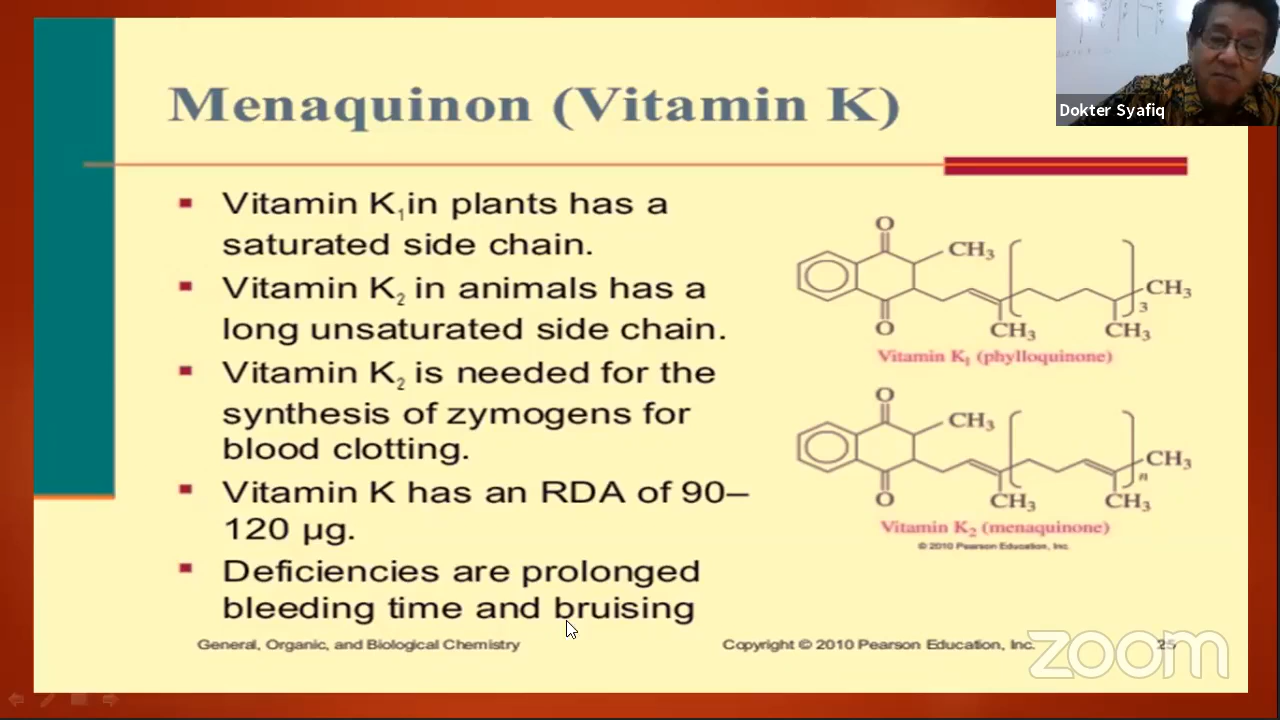 Menaquinon (Vitamin K)
Dokter Syafiq
Vitamin K₁in plants has a
saturated side chain.
Vitamin K₂ in animals has a
long unsaturated side chain.
Vitamin K₂ is needed for the
synthesis of zymogens for
blood clotting.
Vitamin K has an RDA of 90–
120 µg.
Deficiencies are prolonged
bleeding time and bruising
O
CH₃
CH₃
3
O
CH₃
CH₃
Vitamin K₁ (phylloquinone)
O
CH₃
CH₃
n
O
CH₃
CH₃
Vitamin K₂ (menaquinone)
© 2010 Pearson Education, Inc.
General, Organic, and Biological Chemistry
Copyright © 2010 Pearson Education, Inc.
25
zoom